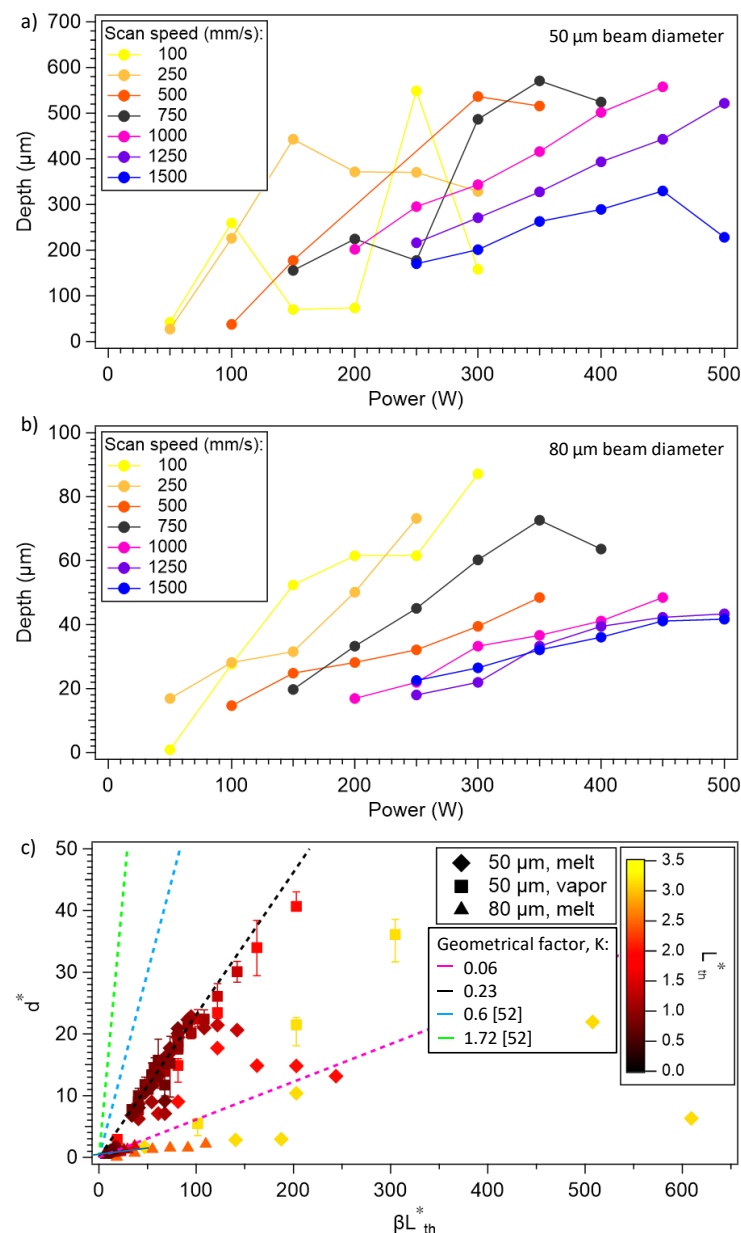 a)
700
600
500
400
300
200
100
0
Depth (µm)
Scan speed (mm/s):
100
250
500
750
1000
1250
1500
50 µm beam diameter
0 100 200 300 400 500
Power (W)
b)
100
80
60
40
20
0
Depth (µm)
Scan speed (mm/s):
100
250
500
750
1000
1250
1500
80 µm beam diameter
0 100 200 300 400 500
Power (W)
c)
50
40
30
20
10
0
d*
50 µm, melt
50 µm, vapor
80 µm, melt
Geometrical factor, K:
0.06
0.23
0.6 [52]
1.72 [52]
3.5
3.0
2.5
2.0
1.5
1.0
0.5
0.0
L*th
0 100 200 300 400 500 600
βL*th